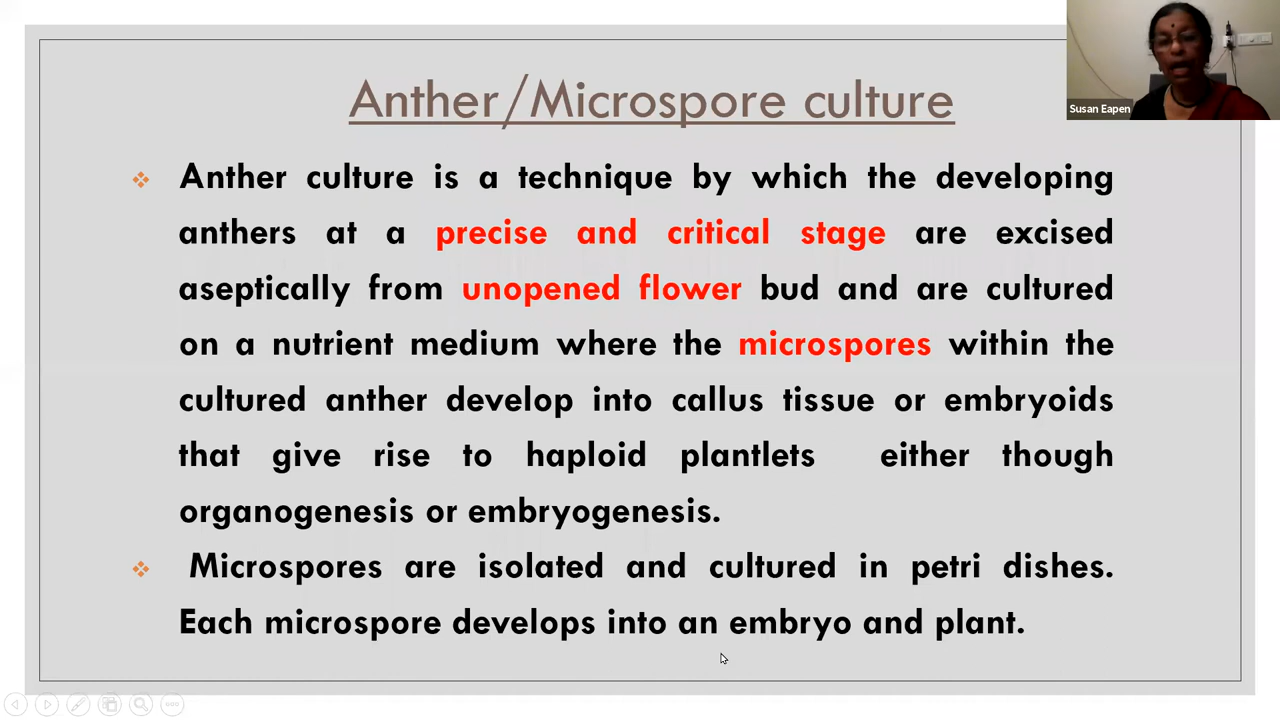 Anther/Microspore culture
Susan Eapen
Anther culture is a technique by which the developing
anthers at a precise and critical stage are excised
aseptically from unopened flower bud and are cultured
on a nutrient medium where the microspores within the
cultured anther develop into callus tissue or embryoids
that give rise to haploid plantlets either though
organogenesis or embryogenesis.
Microspores are isolated and cultured in petri dishes.
Each microspore develops into an embryo and plant.